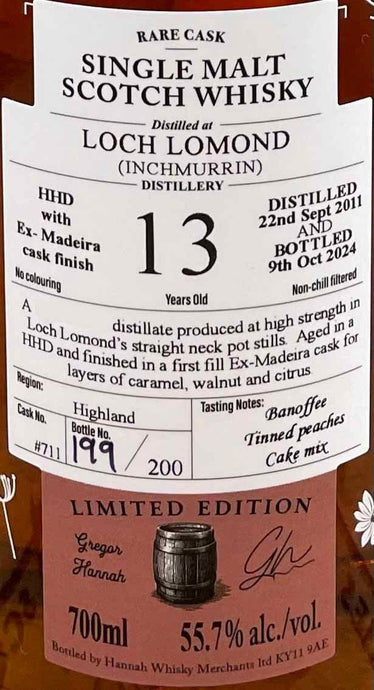 RARE CASK
SINGLE MALT
SCOTCH WHISKY
Distilled at
LOCH LOMOND
(INCHMURRIN)
DISTILLERY
HHD
with
Ex- Madeira
cask finish
No colouring
13
Years Old
DISTILLED
22nd Sept 2011
AND
BOTTLED
9th Oct 2024
Non-chill filtered
A distillate produced at high strength in
Loch Lomond's straight neck pot stills. Aged in a
HHD and finished in a first fill Ex-Madeira cask for
layers of caramel, walnut and citrus
Region:
Highland
Cask No.
#711
Bottle No.
199 / 200
Tasting Notes:
Banoffee
Tinned peaches
Cake mix
LIMITED EDITION
Gregor
Hannah
700ml
55.7% alc./vol.
Bottled by Hannah Whisky Merchants ltd KY11 9AE